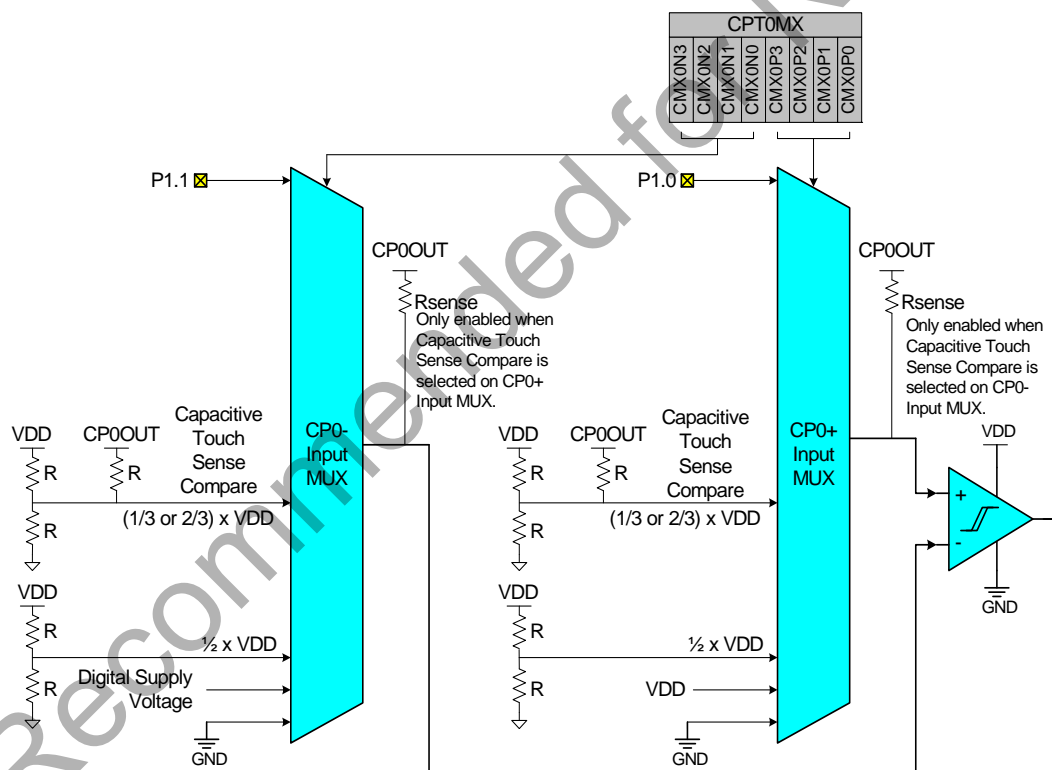 CPT0MX
CMX0N3
CMX0N2
CMX0N1
CMX0N0
CMX0P3
CMX0P2
CMX0P1
CMX0P0
P1.1
P1.0
CP0OUT
Rsense
Only enabled when
Capacitive Touch
Sense Compare is
selected on CP0+
Input MUX.
CP0OUT
Rsense
Only enabled when
Capacitive Touch
Sense Compare is
selected on CP0-
Input MUX.
VDD
CP0OUT
Capacitive
Touch
Sense
Compare
R
R
R
(1/3 or 2/3) x VDD
CP0-
Input
MUX
VDD
CP0OUT
Capacitive
Touch
Sense
Compare
R
R
R
(1/3 or 2/3) x VDD
CP0+
Input
MUX
VDD
+
-
GND
VDD
R
R
½ x VDD
Digital Supply
Voltage
GND
VDD
R
R
½ x VDD
VDD
GND
Recommended for